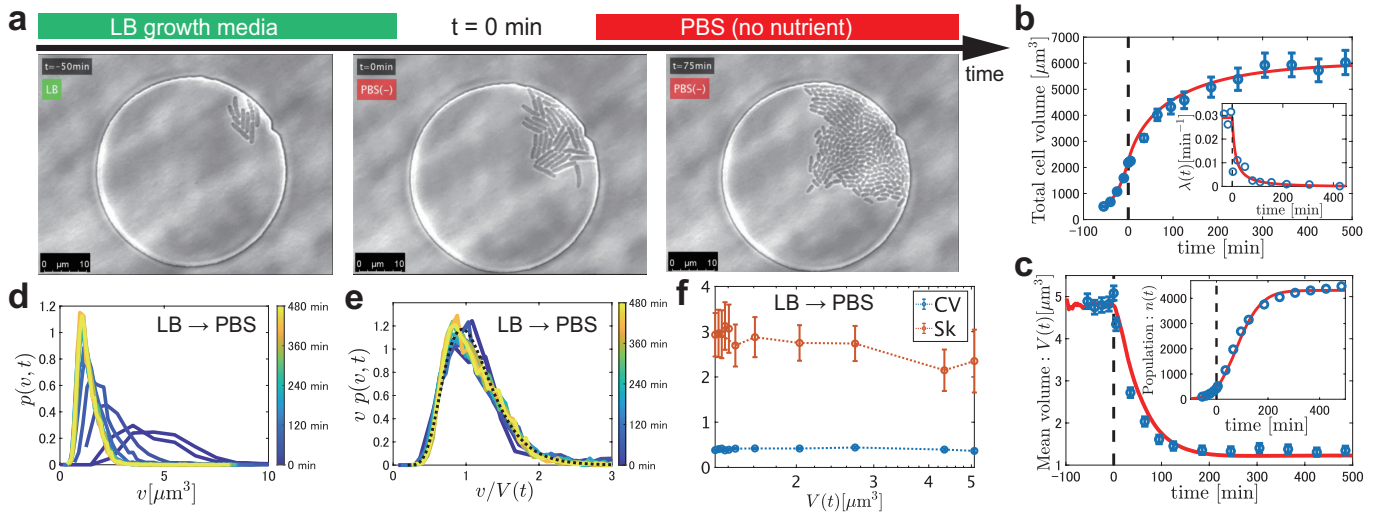 a
LB growth media
t = 0 min
PBS (no nutrient)
time
t=-50min
LB
0 µm 10
t=0min
PBS(-)
0 µm 10
t=75min
PBS(-)
0 µm 10
b
Total cell volume [µm³]
7000
6000
5000
4000
3000
2000
1000
0
-100 0 100 200 300 400 500
time [min]
λ(t)[min⁻¹]
0.03
0.02
0.01
0
0 200 400
time [min]
c
Mean volume : V(t)[µm³]
6
5
4
3
2
1
-100 0 100 200 300 400 500
time [min]
Population : n(t)
4000
3000
2000
1000
0
0 200 400
time [min]
d
LB → PBS
p(v, t)
1.2
1
0.8
0.6
0.4
0.2
0
0 5 10
v[µm³]
480 min
360 min
240 min
120 min
0 min
e
LB → PBS
v p(v, t)
1.2
1
0.8
0.6
0.4
0.2
0
0 1 2 3
v/V(t)
480 min
360 min
240 min
120 min
0 min
f
LB → PBS
CV
Sk
4
3
2
1
0
2 3 4 5
V(t)[µm³]